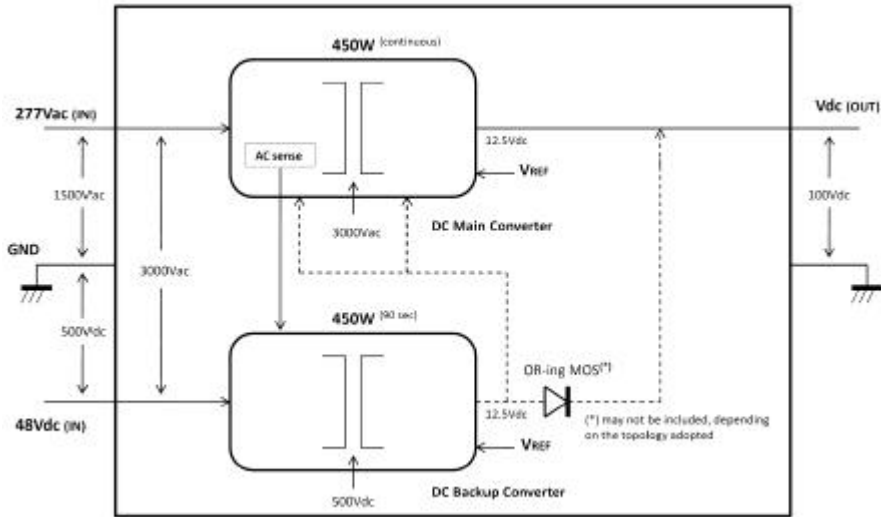 450W (continuous)
277Vac (IN)
Vdc (OUT)
12.5Vdc
AC sense
VREF
1500Vac
100Vdc
3000Vac
DC Main Converter
GND
3000Vac
450W (90 sec)
500Vdc
OR-ing MOS(*)
12.5Vdc
(*) may not be included, depending
on the topology adopted
48Vdc (IN)
VREF
DC Backup Converter
500Vdc